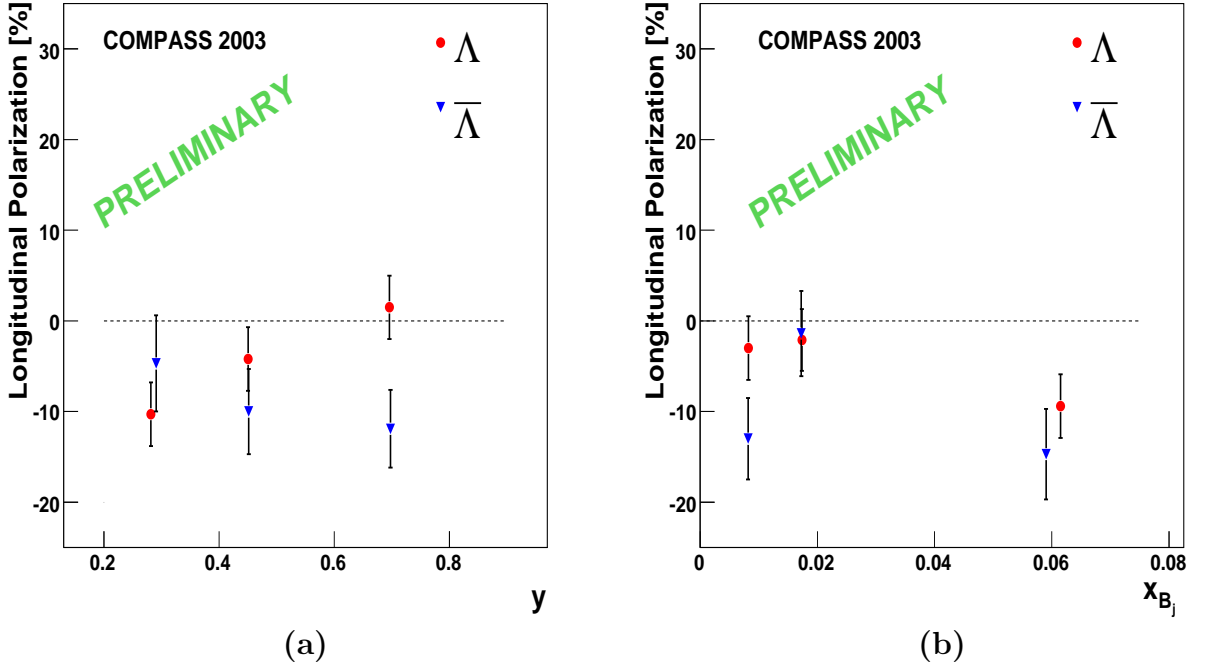 Longitudinal Polarization [%]
COMPASS 2003
Λ
Λ̅
PRELIMINARY
30
20
10
0
-10
-20
0.2 0.4 0.6 0.8
y
(a)
Longitudinal Polarization [%]
COMPASS 2003
Λ
Λ̅
PRELIMINARY
30
20
10
0
-10
-20
0 0.02 0.04 0.06 0.08
x_{B_j}
(b)